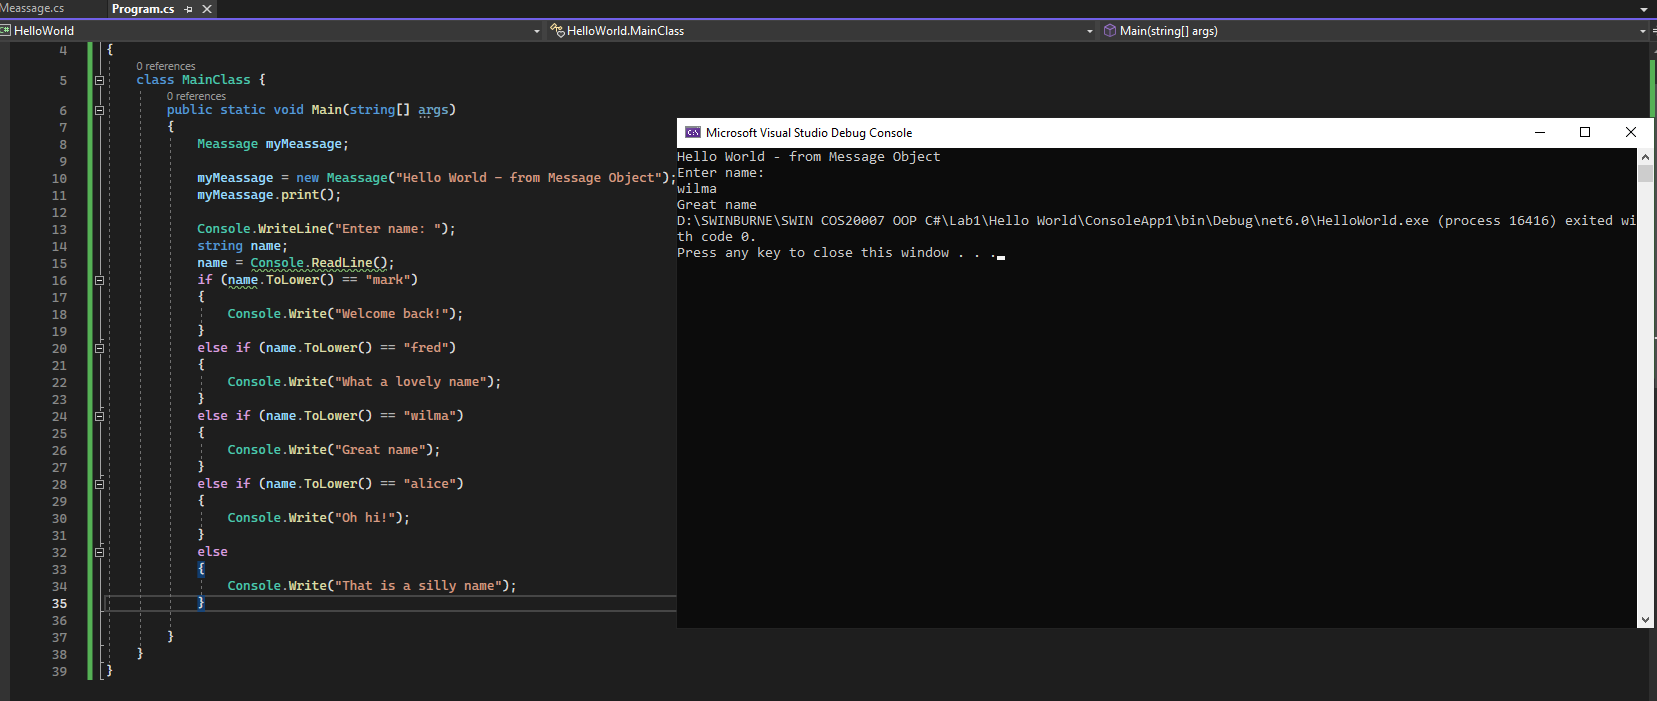 Meassage.cs
Program.cs
HelloWorld
HelloWorld.MainClass
Main(string[] args)
4 {
0 references
5 class MainClass {
0 references
6 public static void Main(string[] args)
7 {
8 Meassage myMeassage;
9
10 myMeassage = new Meassage("Hello World - from Message Object");
11 myMeassage.print();
12
13 Console.WriteLine("Enter name: ");
14 string name;
15 name = Console.ReadLine();
16 if (name.ToLower() == "mark")
17 {
18 Console.Write("Welcome back!");
19 }
20 else if (name.ToLower() == "fred")
21 {
22 Console.Write("What a lovely name");
23 }
24 else if (name.ToLower() == "wilma")
25 {
26 Console.Write("Great name");
27 }
28 else if (name.ToLower() == "alice")
29 {
30 Console.Write("Oh hi!");
31 }
32 else
33 {
34 Console.Write("That is a silly name");
35 }
36
37 }
38 }
39 }
Microsoft Visual Studio Debug Console
Hello World - from Message Object
Enter name:
wilma
Great name
D:\SWINBURNE\SWIN COS20007 OOP C#\Lab1\Hello World\ConsoleApp1\bin\Debug\net6.0\HelloWorld.exe (process 16416) exited wi
th code 0.
Press any key to close this window . . .